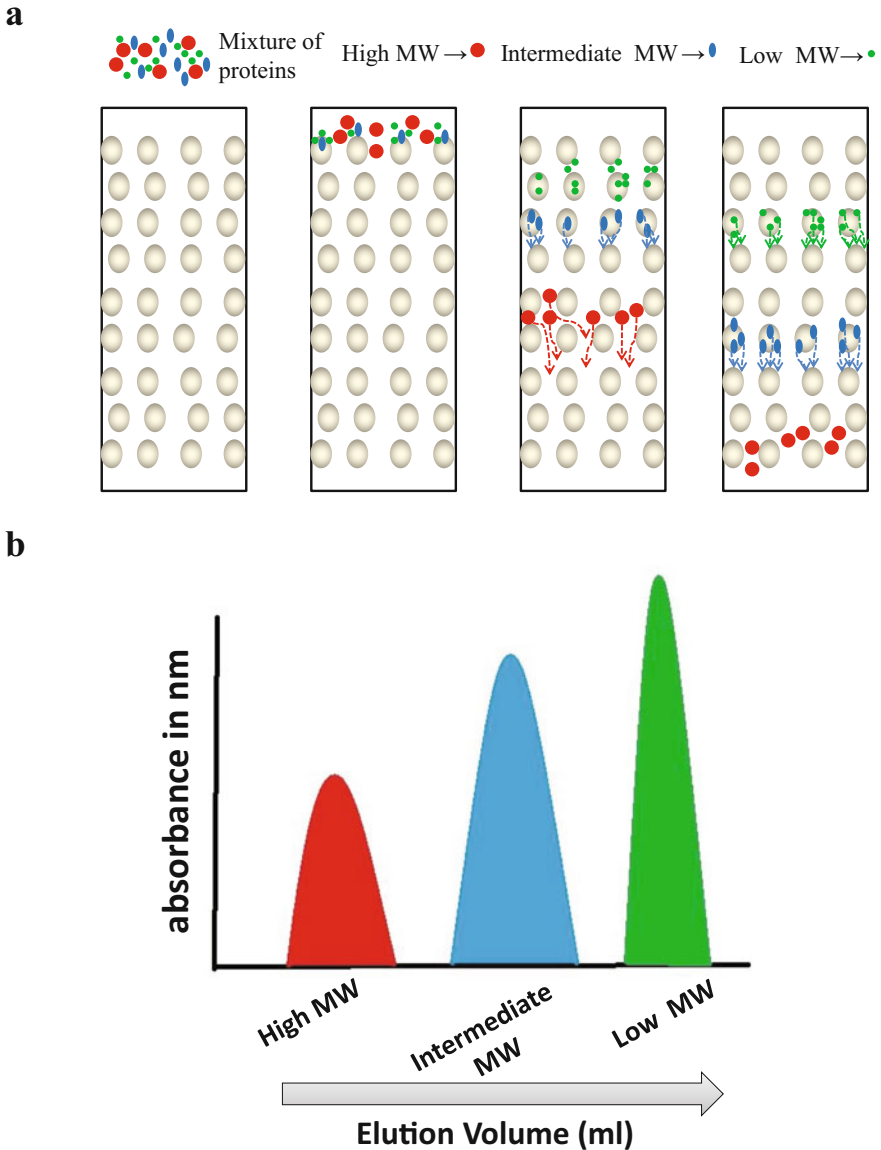 a
Mixture of
proteins
High MW→
Intermediate MW→
Low MW→
b
absorbance in nm
High MW
Intermediate
MW
Low MW
Elution Volume (ml)